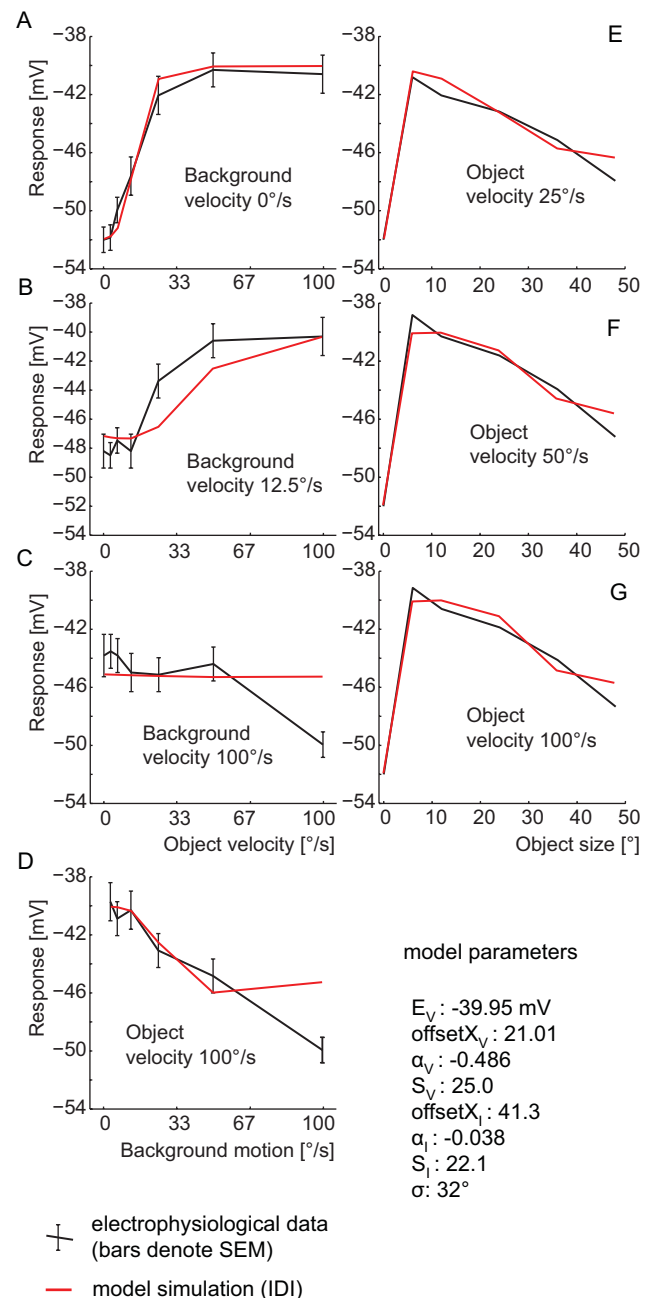 A
Response [mV]
−38
−42
−46
−50
−54
0
33
67
100
Background
velocity 0°/s
E
−38
−42
−46
−50
−54
0
10
20
30
40
50
Object
velocity 25°/s
B
Response [mV]
−38
−40
−42
−44
−46
−48
−50
−52
−54
0
33
67
100
Background
velocity 12.5°/s
F
−38
−40
−42
−44
−46
−48
−50
−52
−54
0
10
20
30
40
50
Object
velocity 50°/s
C
Response [mV]
−38
−42
−46
−50
−54
0
33
67
100
Object velocity [°/s]
Background
velocity 100°/s
G
−38
−42
−46
−50
−54
0
10
20
30
40
50
Object size [°]
Object
velocity 100°/s
D
Response [mV]
−38
−42
−46
−50
−54
0
33
67
100
Background motion [°/s]
Object
velocity 100°/s
model parameters
E_V : -39.95 mV
offsetX_V : 21.01
α_V : -0.486
S_V : 25.0
offsetX_I : 41.3
α_I : -0.038
S_I : 22.1
σ: 32°
electrophysiological data
(bars denote SEM)
model simulation (IDI)